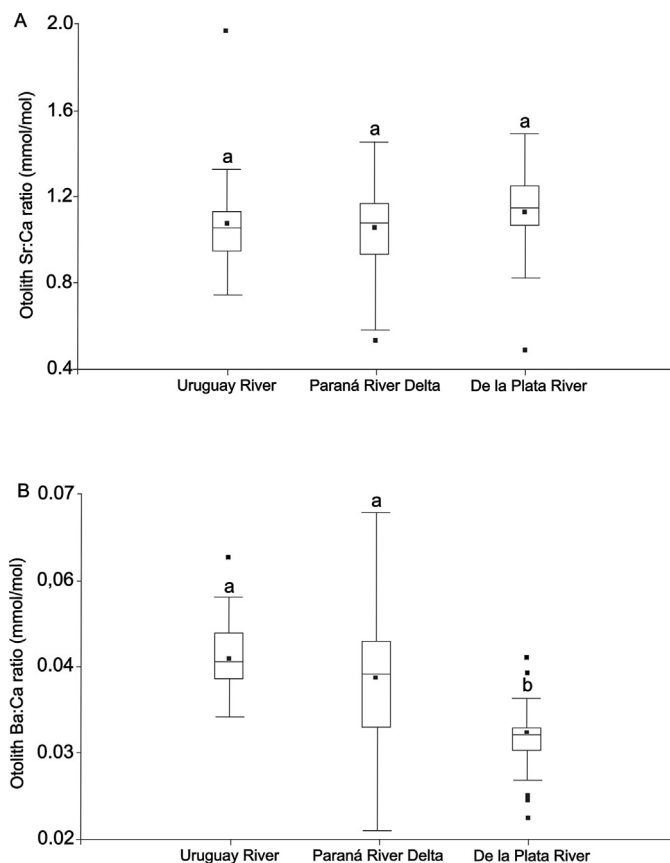 A
2.0
1.6
1.2
0.8
0.4
Otolith Sr:Ca ratio (mmol/mol)
a
a
a
Uruguay River
Paraná River Delta
De la Plata River
B
0.07
0,06
0.04
0.03
0.02
Otolith Ba:Ca ratio (mmol/mol)
a
a
b
Uruguay River
Paraná River Delta
De la Plata River